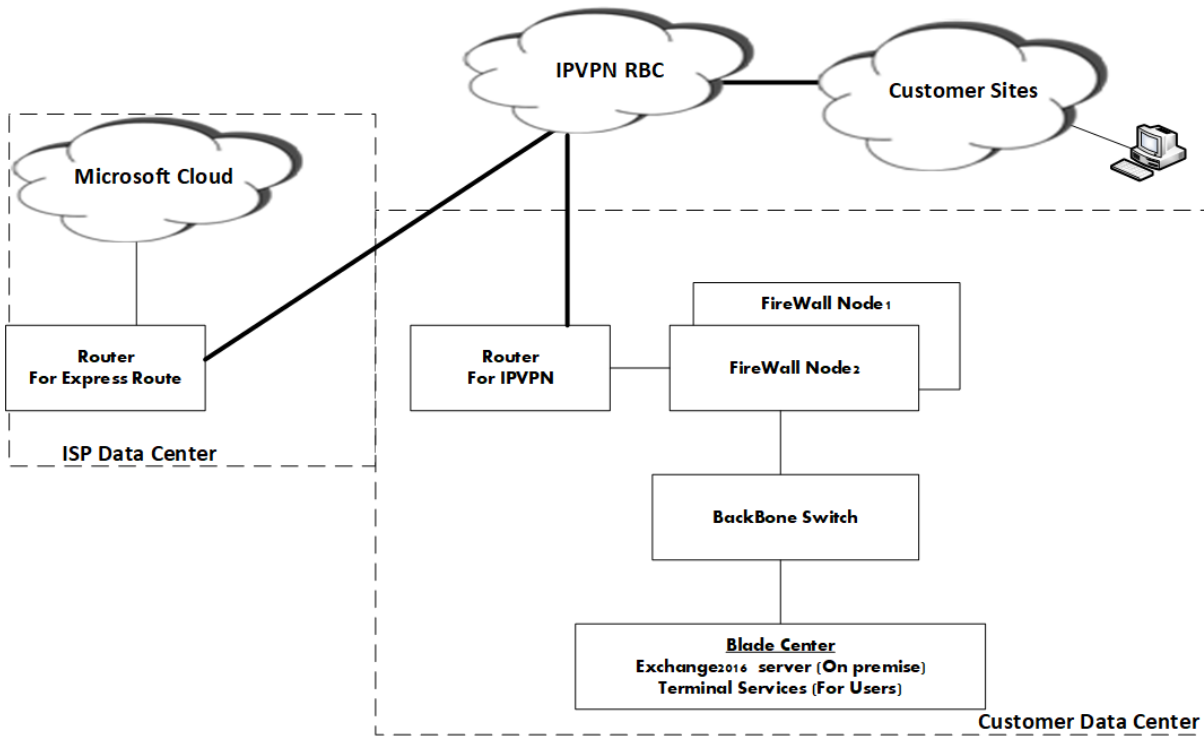 IPVPN RBC
Customer Sites
Microsoft Cloud
FireWall Node1
Router
For Express Route
Router
For IPVPN
FireWall Node2
ISP Data Center
BackBone Switch
Blade Center
Exchange2016 server (On premise)
Terminal Services (For Users)
Customer Data Center